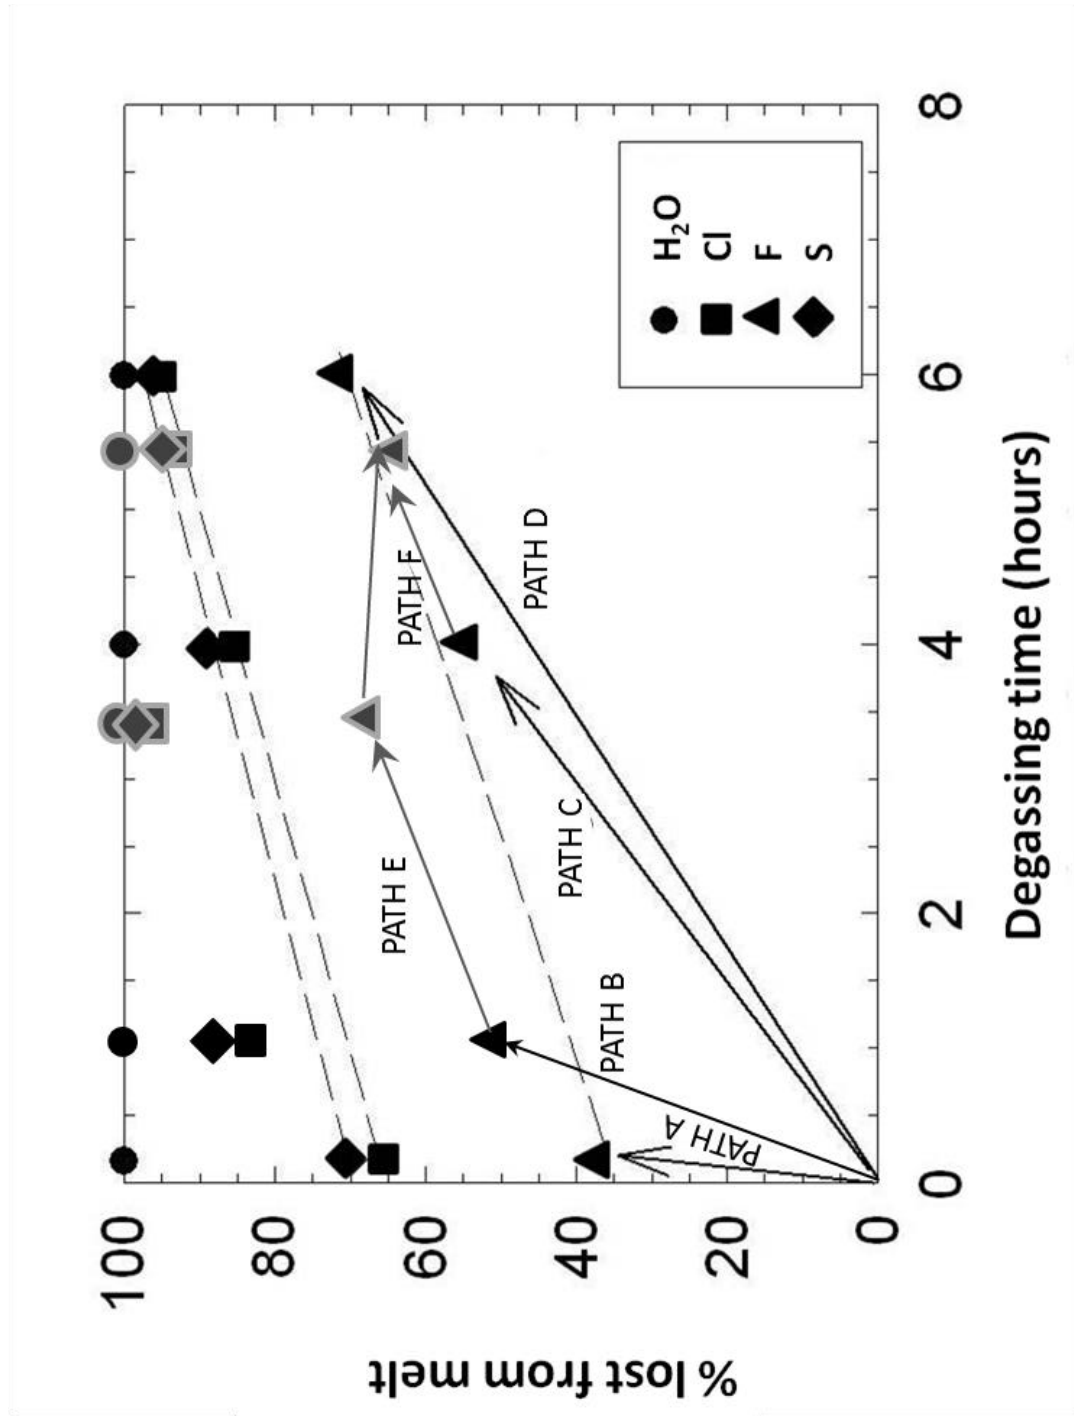 % lost from melt
100
80
60
40
20
0
PATH A
PATH B
PATH C
PATH D
PATH E
PATH F
H₂O
Cl
F
S
0
2
4
6
8
Degassing time (hours)